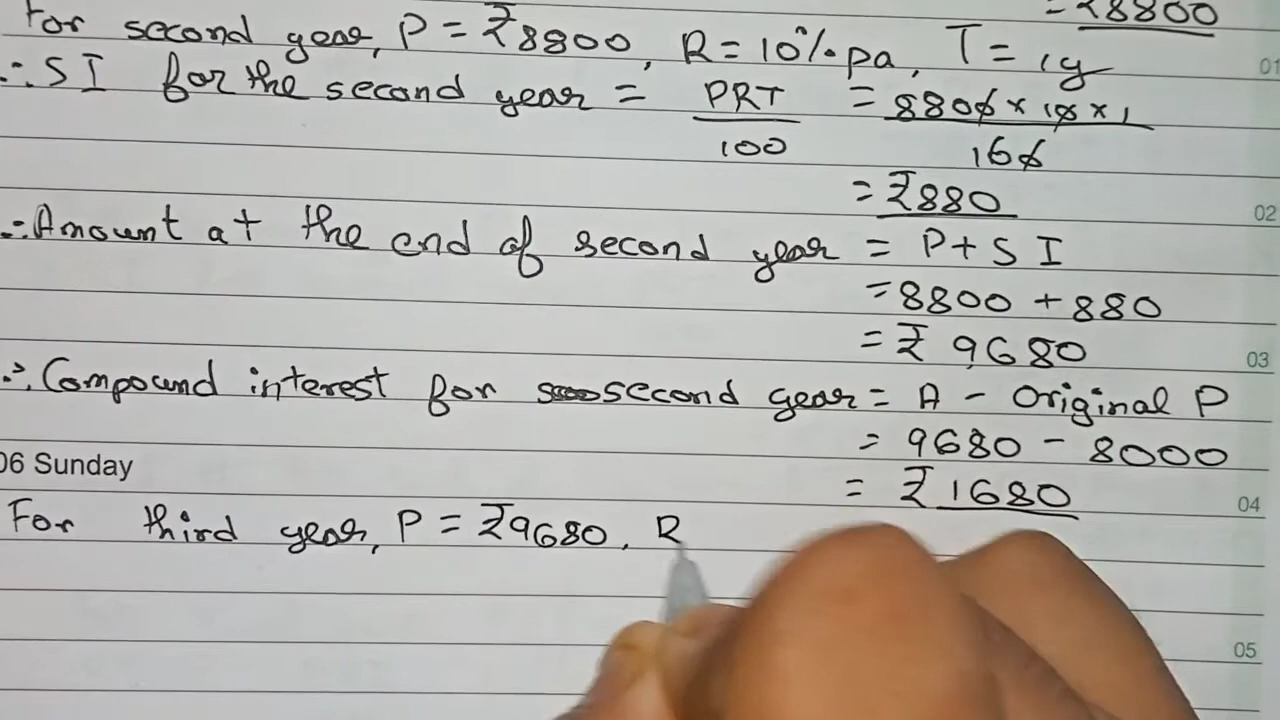 = ₹8800
For second year, P = ₹8800, R = 10% pa, T = 1y
∴ SI for the second year = PRT/100 = 8800 × 10 × 1/100
= ₹880
∴ Amount at the end of second year = P + SI
= 8800 + 880
= ₹ 9680
∴ Compound interest for second year = A - Original P
= 9680 - 8000
06 Sunday
= ₹1680
For third year, P = ₹9680, R
01
02
03
04
05